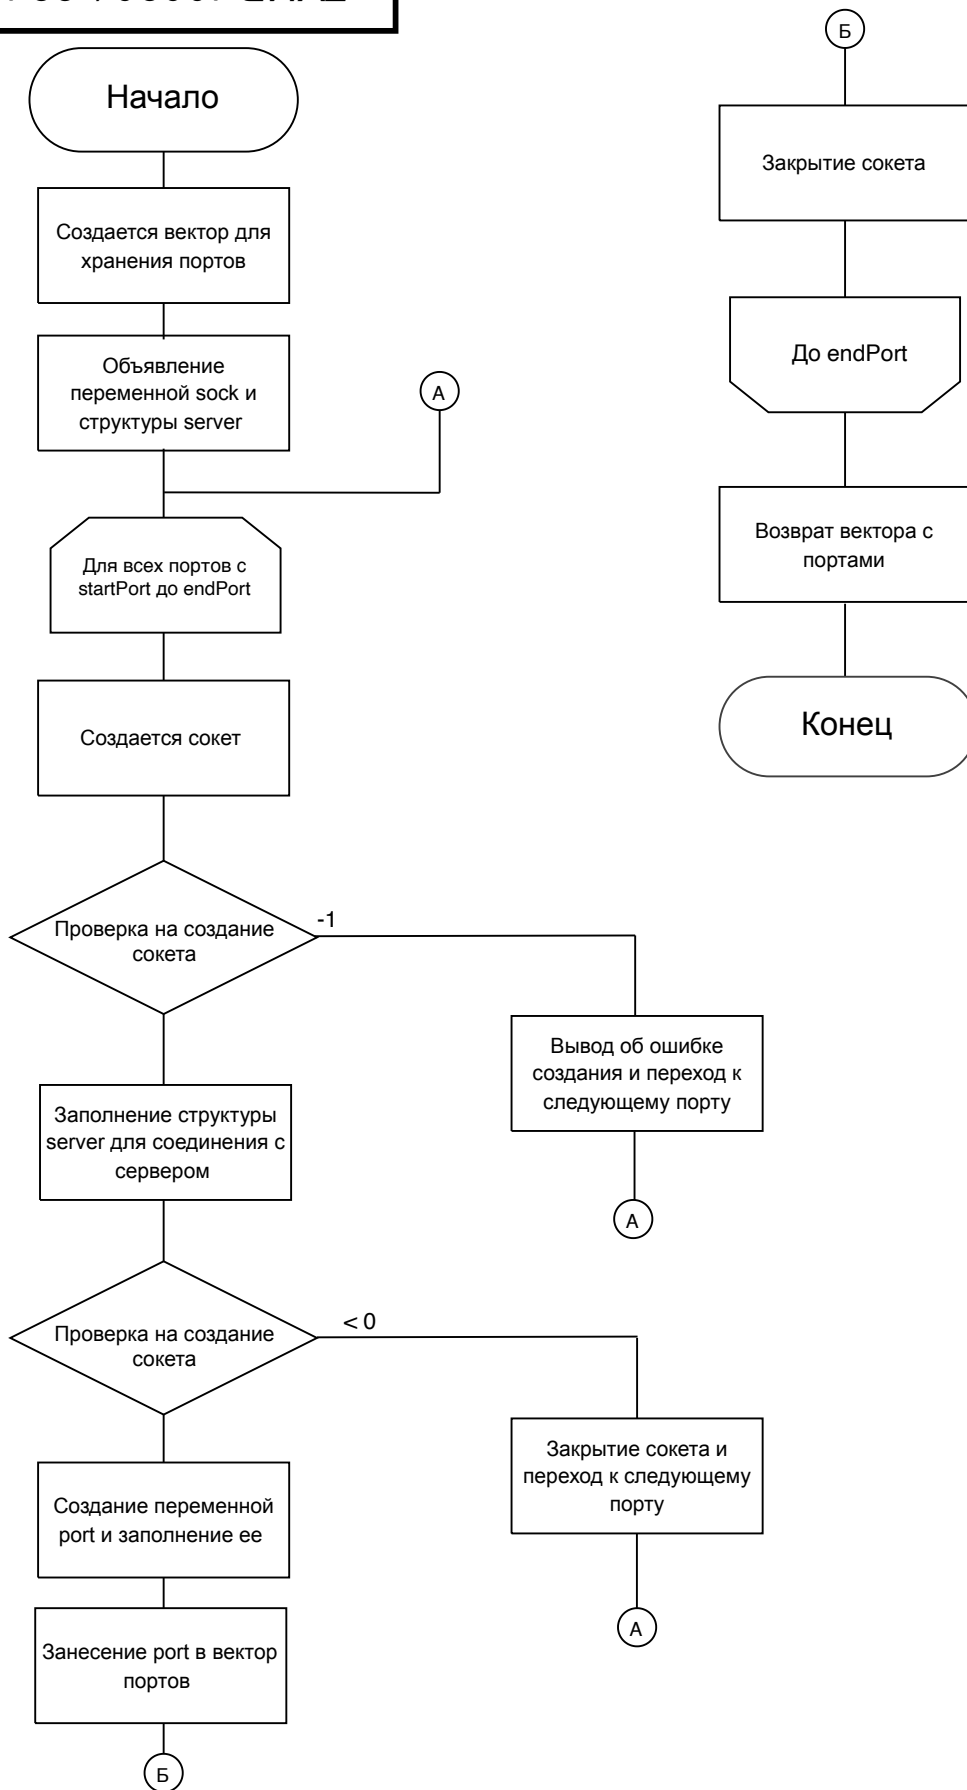 Начало
Создается вектор для
хранения портов
Объявление
переменной sock и
структуры server
А
Для всех портов с
startPort до endPort
Создается сокет
Проверка на создание
сокета
-1
Вывод об ошибке
создания и переход к
следующему порту
А
Заполнение структуры
server для соединения с
сервером
Проверка на создание
сокета
< 0
Закрытие сокета и
переход к следующему
порту
А
Создание переменной
port и заполнение ее
Занесение port в вектор
портов
Б
Б
Закрытие сокета
До endPort
Возврат вектора с
портами
Конец